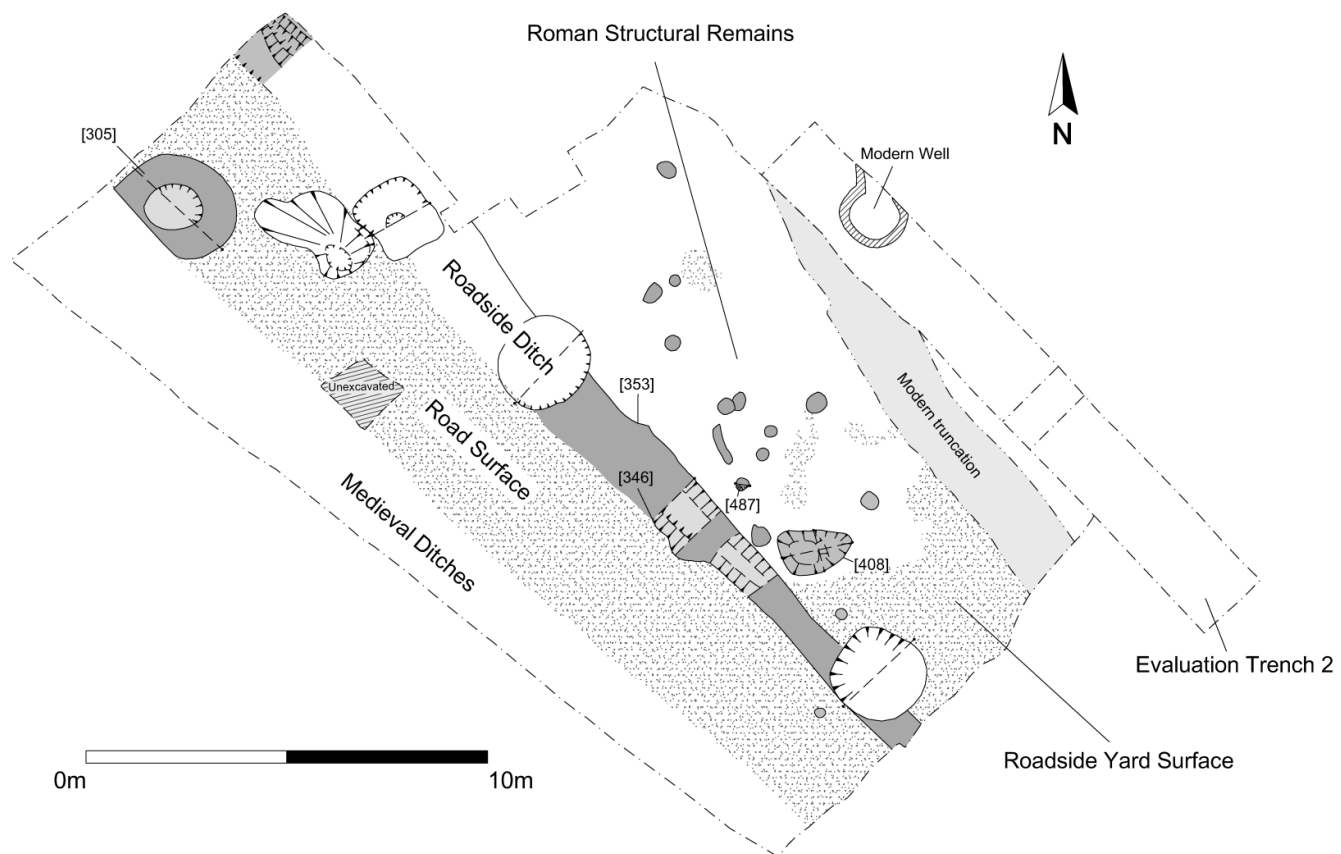 Roman Structural Remains
N
[305]
Modern Well
Roadside Ditch
Unexcavated
[353]
Road Surface
Modern truncation
[346]
[487]
Medieval Ditches
[408]
Evaluation Trench 2
Roadside Yard Surface
0m
10m